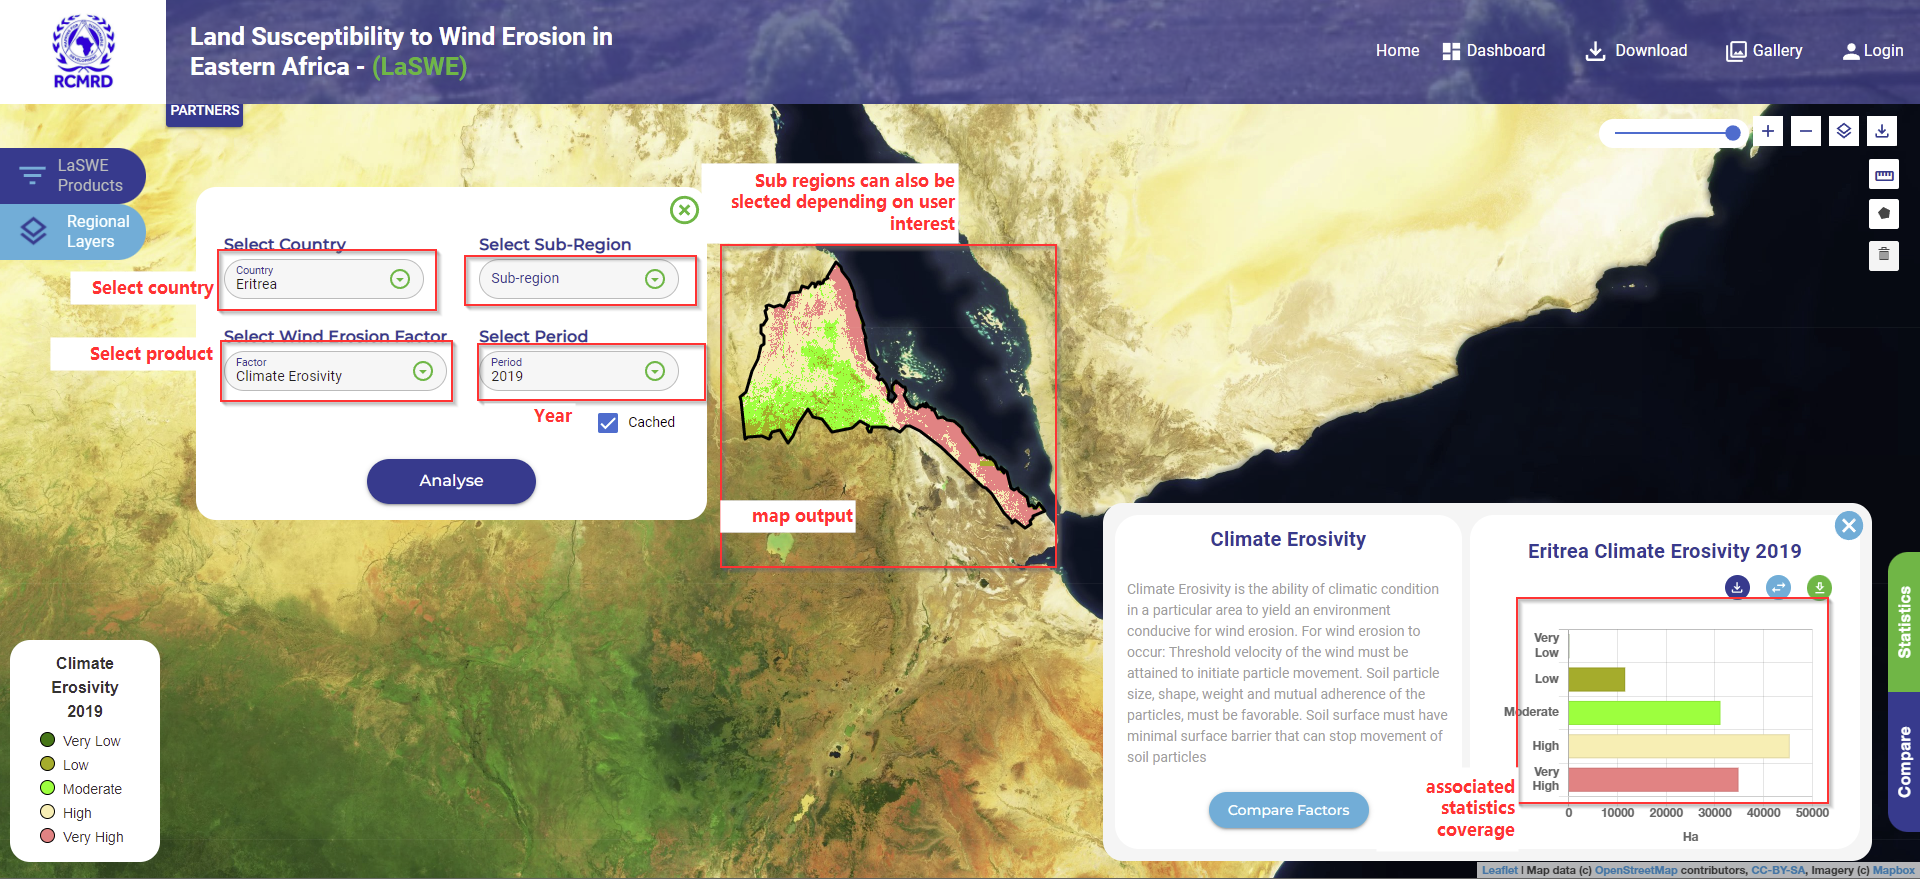 RCMRD
Land Susceptibility to Wind Erosion in
Eastern Africa - (LaSWE)
Home
Dashboard
Download
Gallery
Login
PARTNERS
LaSWE
Products
Regional
Layers
Sub regions can also be
slected depending on user
interest
Select Country
Country
Eritrea
Select Sub-Region
Sub-region
Select country
Select Wind Erosion Factor
Factor
Climate Erosivity
Select Period
Period
2019
Select product
Year
Cached
Analyse
map output
Climate
Erosivity
2019
Very Low
Low
Moderate
High
Very High
Climate Erosivity
Climate Erosivity is the ability of climatic condition
in a particular area to yield an environment
conducive for wind erosion. For wind erosion to
occur: Threshold velocity of the wind must be
attained to initiate particle movement. Soil particle
size, shape, weight and mutual adherence of the
particles, must be favorable. Soil surface must have
minimal surface barrier that can stop movement of
soil particles
Compare Factors
Eritrea Climate Erosivity 2019
Very
Low
Low
Moderate
High
Very
High
0 10000 20000 30000 40000 50000
Ha
associated
statistics
coverage
Statistics
Compare
Leaflet | Map data (c) OpenStreetMap contributors, CC-BY-SA, Imagery (c) Mapbox